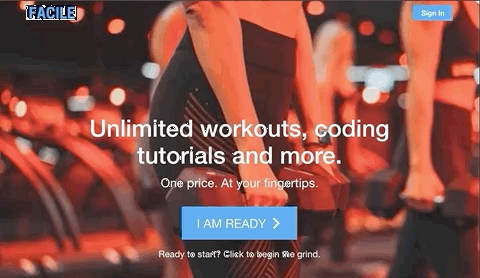 FACILE
Sign In
Unlimited workouts, coding
tutorials and more.
One price. At your fingertips.
I AM READY
Ready to start? Click to begin the grind.